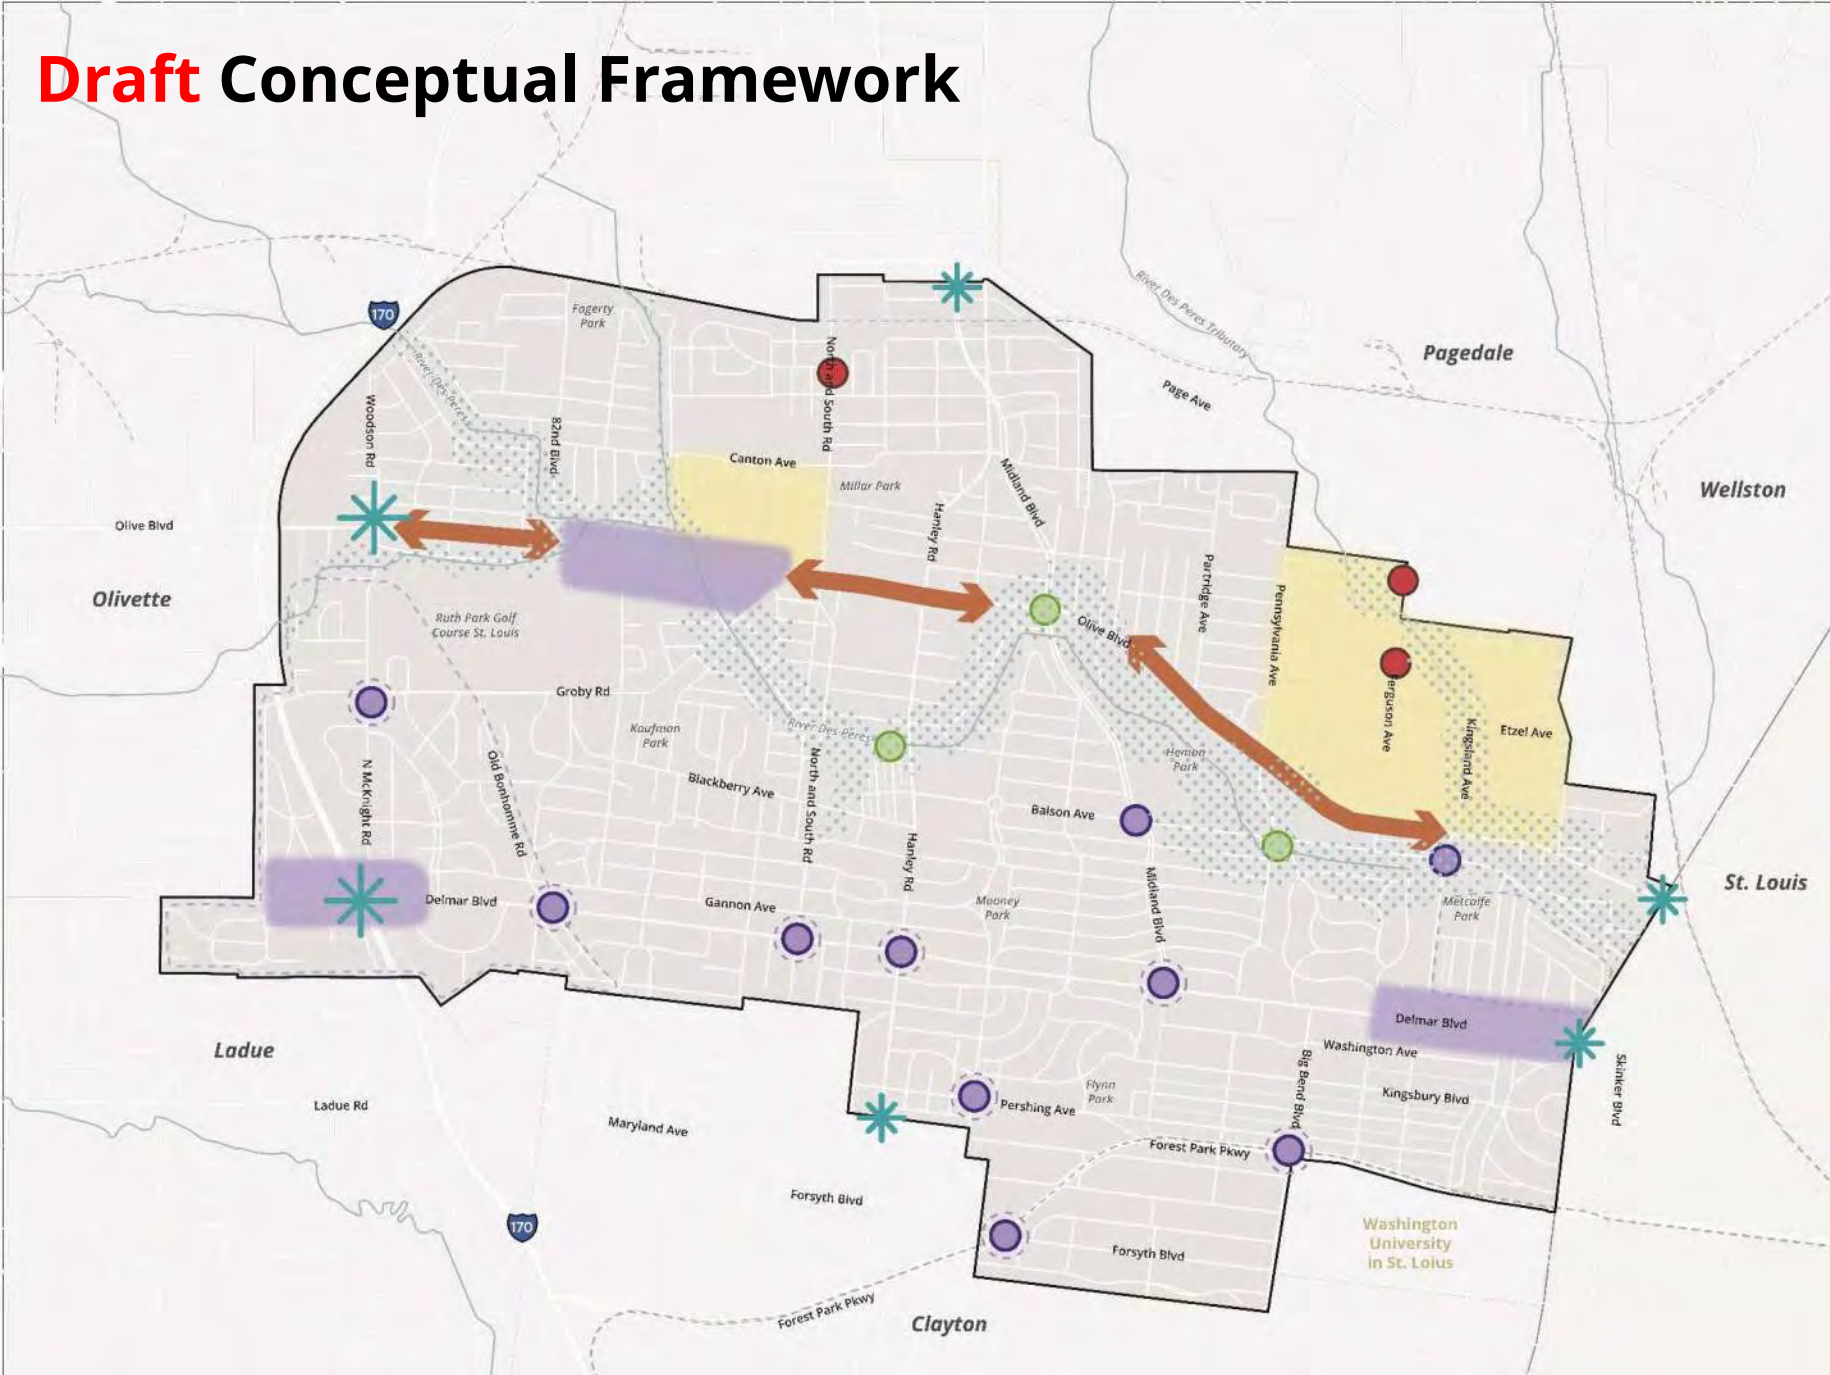 Draft Conceptual Framework
170
Fogerty
Park
River Des Peres Tributary
Pagedale
Page Ave
River Des Peres
North and South Rd
Woodson Rd
82nd Blvd
Canton Ave
Millar Park
Midland Blvd
Hanley Rd
Wellston
Olive Blvd
Olivette
Ruth Park Golf
Course St. Louis
Olive Blvd
Partridge Ave
Pennsylvania Ave
Ferguson Ave
Kingsland Ave
Etzel Ave
Groby Rd
Kaufman
Park
River Des Peres
Heman
Park
N McKnight Rd
Old Bonhomme Rd
Blackberry Ave
North and South Rd
Balson Ave
Hanley Rd
Midland Blvd
St. Louis
Delmar Blvd
Gannon Ave
Mooney
Park
Metcalfe
Park
Delmar Blvd
Washington Ave
Ladue
Skinker Blvd
Big Bend Blvd
Flynn
Park
Kingsbury Blvd
Ladue Rd
Pershing Ave
Maryland Ave
Forest Park Pkwy
Forsyth Blvd
170
Washington
University
in St. Loius
Forsyth Blvd
Forest Park Pkwy
Clayton